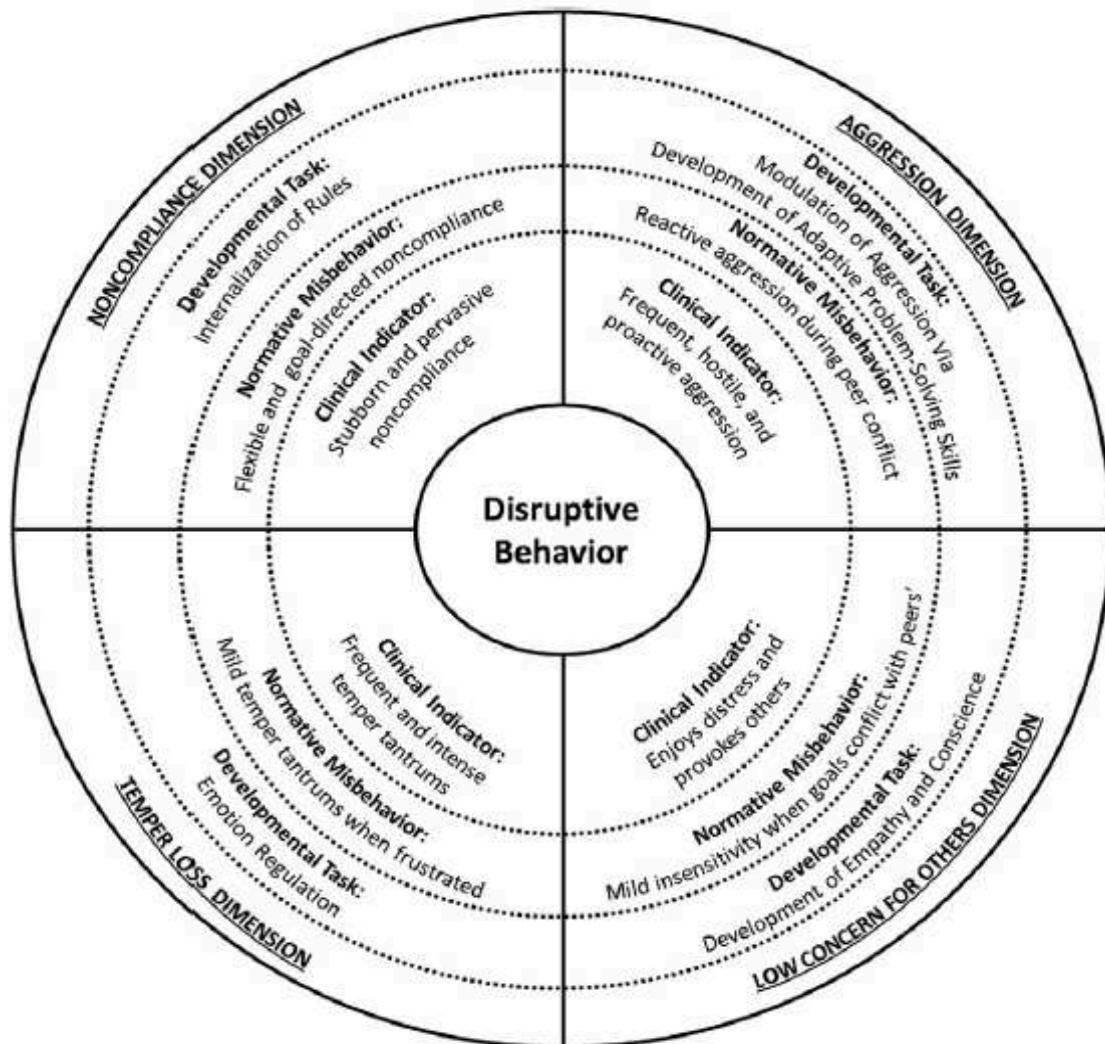 NONCOMPLIANCE DIMENSION
Developmental Task:
Internalization of Rules
Normative Misbehavior:
Flexible and goal-directed noncompliance
Clinical Indicator:
Stubborn and pervasive
noncompliance
AGGRESSION DIMENSION
Developmental Task:
Modulation of Aggression Via
Development of Adaptive Problem-Solving Skills
Normative Misbehavior:
Reactive aggression during peer conflict
Clinical Indicator:
Frequent, hostile, and
proactive aggression
Disruptive
Behavior
Clinical Indicator:
Frequent and intense
temper tantrums
Normative Misbehavior:
Mild temper tantrums when frustrated
Developmental Task:
Emotion Regulation
TEMPER LOSS DIMENSION
Clinical Indicator:
Enjoys distress and
provokes others
Normative Misbehavior:
Mild insensitivity when goals conflict with peers'
Developmental Task:
Development of Empathy and Conscience
LOW CONCERN FOR OTHERS DIMENSION